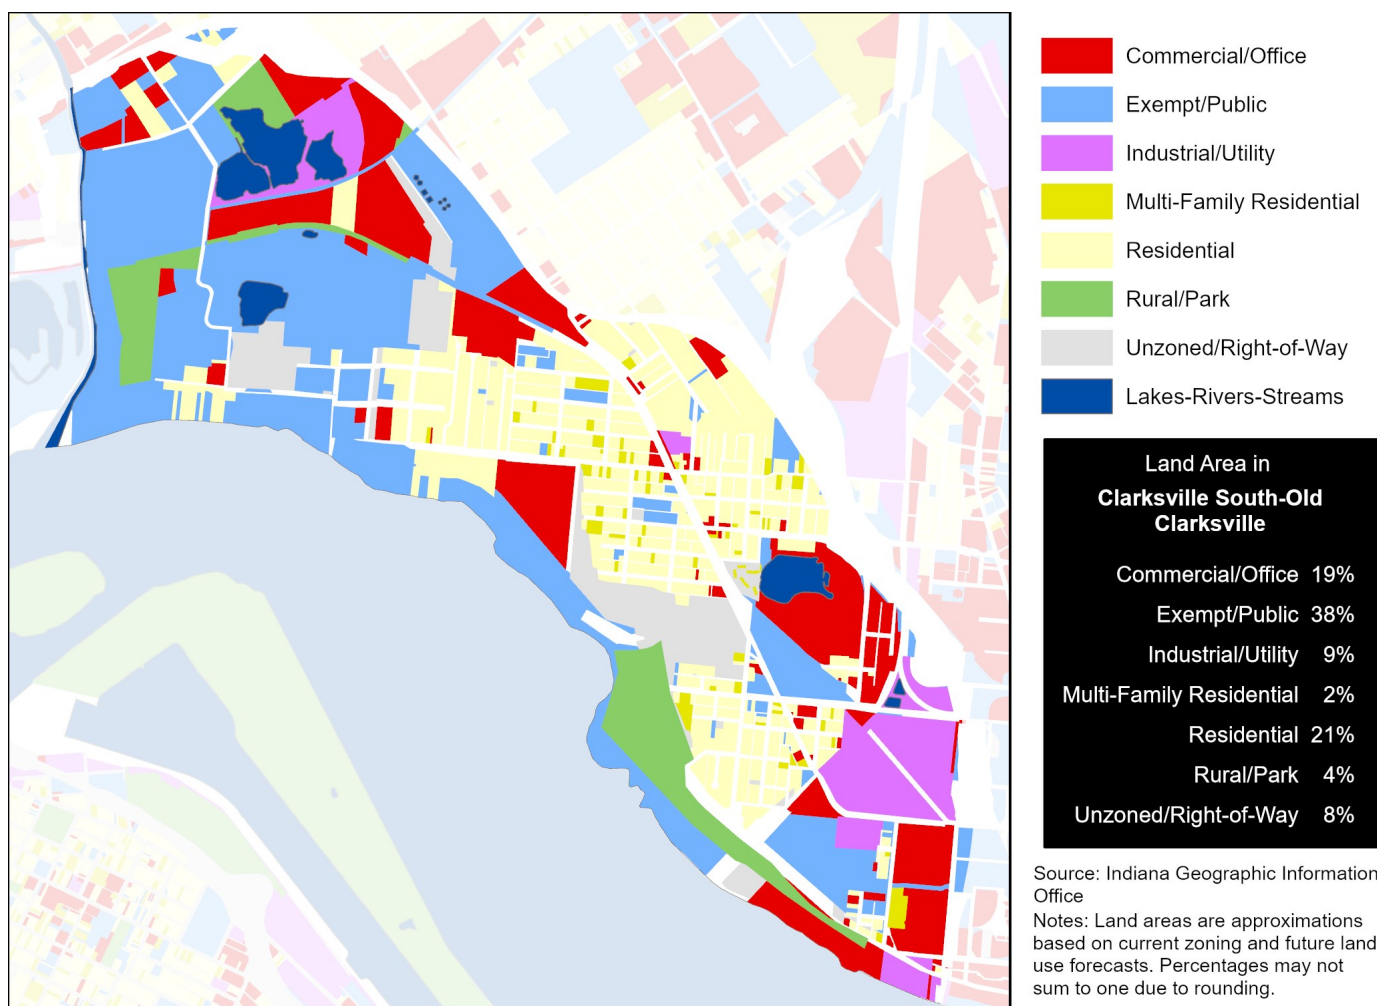 Commercial/Office
Exempt/Public
Industrial/Utility
Multi-Family Residential
Residential
Rural/Park
Unzoned/Right-of-Way
Lakes-Rivers-Streams
Land Area in
Clarksville South-Old
Clarksville
Commercial/Office 19%
Exempt/Public 38%
Industrial/Utility 9%
Multi-Family Residential 2%
Residential 21%
Rural/Park 4%
Unzoned/Right-of-Way 8%
Source: Indiana Geographic Information
Office
Notes: Land areas are approximations
based on current zoning and future land
use forecasts. Percentages may not
sum to one due to rounding.